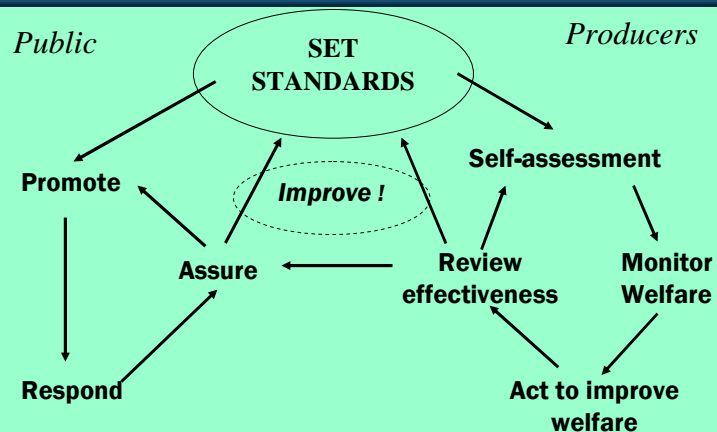 Public
SET
STANDARDS
Producers
Self-assessment
Promote
Improve !
Assure
Review
effectiveness
Monitor
Welfare
Respond
Act to improve
welfare